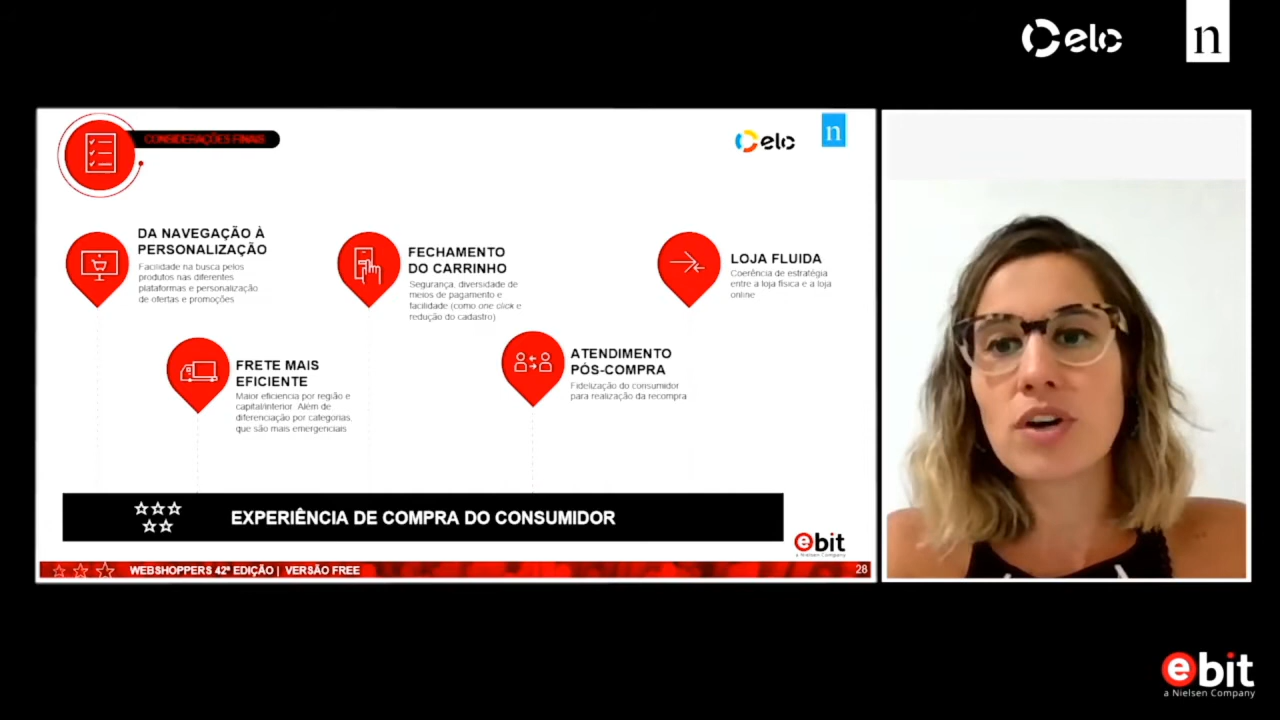 elo
n
CONSIDERAÇÕES FINAIS
elo
n
DA NAVEGAÇÃO À
PERSONALIZAÇÃO
Facilidade na busca pelos
produtos nas diferentes
plataformas e personalização
de ofertas e promoções
FECHAMENTO
DO CARRINHO
Segurança, diversidade de
meios de pagamento e
facilidade (como one click e
redução do cadastro)
LOJA FLUIDA
Coerência de estratégia
entre a loja física e a loja
online
FRETE MAIS
EFICIENTE
Maior eficiencia por região e
capital/interior. Além de
diferenciação por categorias,
que são mais emergenciais
ATENDIMENTO
PÓS-COMPRA
Fidelização do consumidor
para realização da recompra
EXPERIÊNCIA DE COMPRA DO CONSUMIDOR
ebit
a Nielsen Company
WEBSHOPPERS 42ª EDIÇÃO | VERSÃO FREE
28
ebit
a Nielsen Company